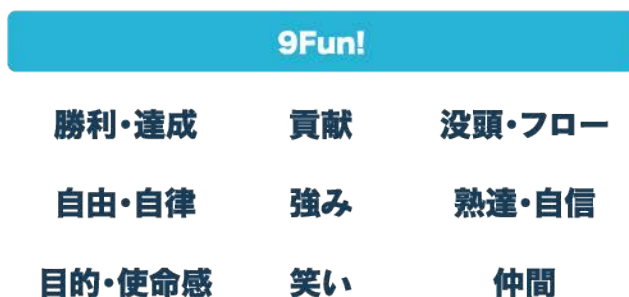 9Fun!
勝利・達成 貢献 没頭・フロー
自由・自律 強み 熟達・自信
目的・使命感 笑い 仲間